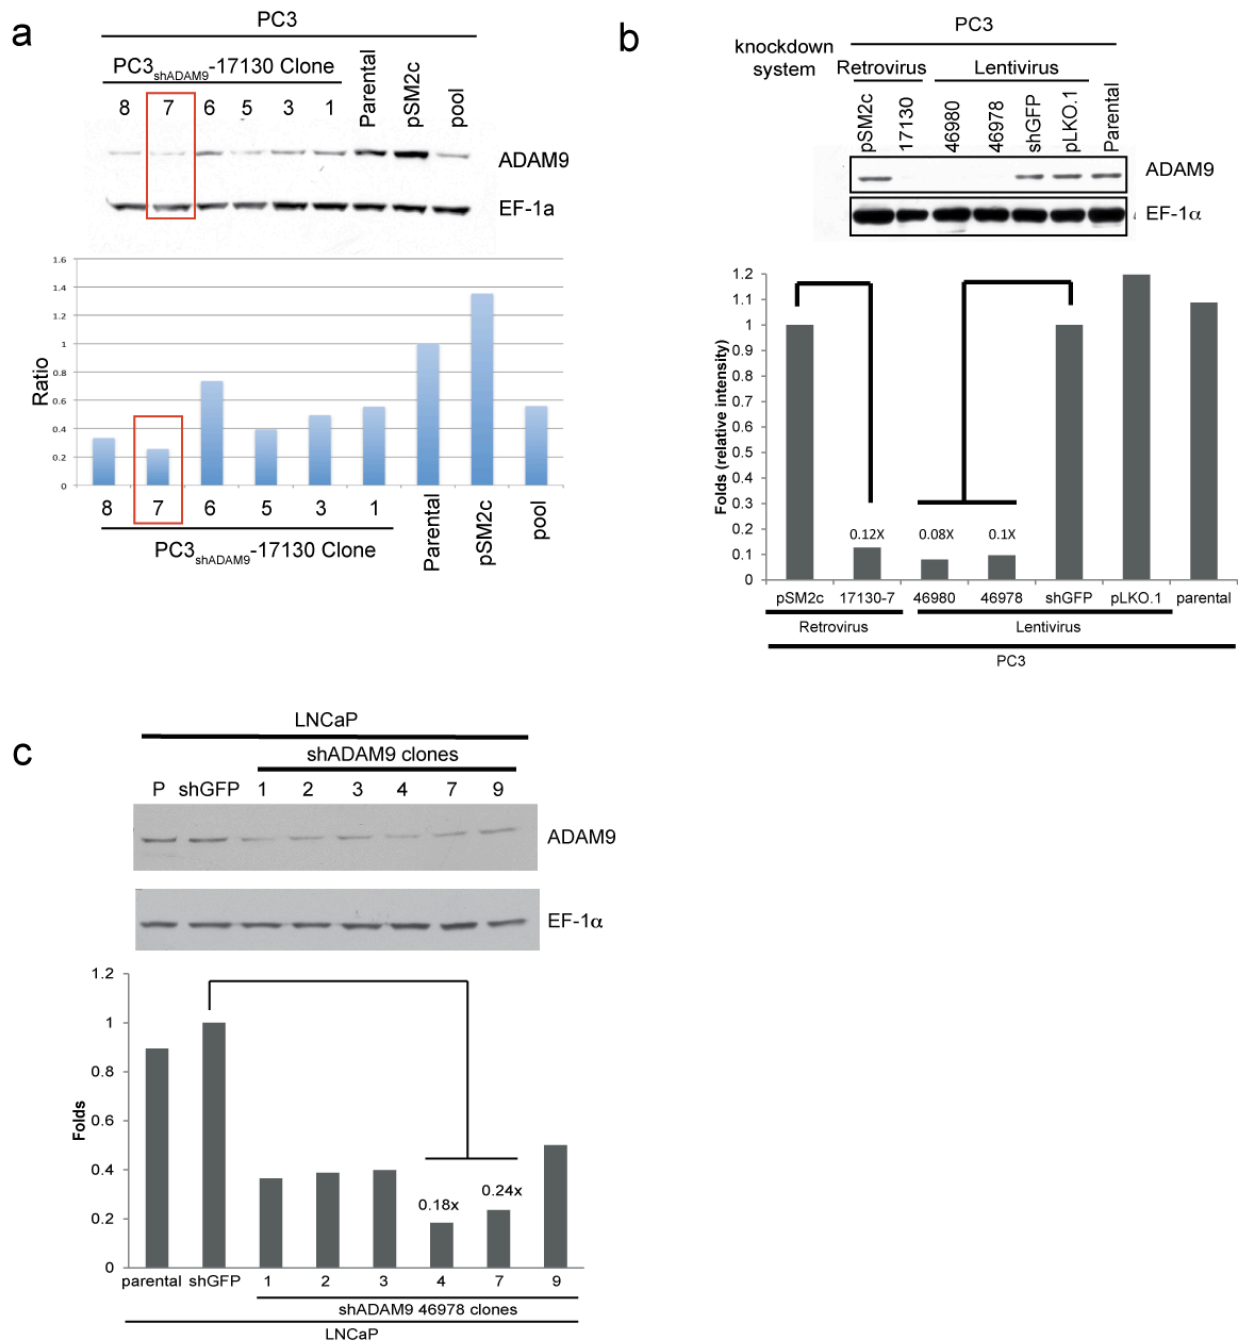 a
PC3
PC3shADAM9-17130 Clone
8 7 6 5 3 1 Parental pSM2c pool
ADAM9
EF-1a
1.6
1.4
1.2
1
0.8
0.6
0.4
0.2
0
Ratio
8 7 6 5 3 1 Parental pSM2c pool
PC3shADAM9-17130 Clone
b
PC3
knockdown
system
Retrovirus Lentivirus
pSM2c 17130 46980 46978 shGFP pLKO.1 Parental
ADAM9
EF-1α
1.2
1.1
1
0.9
0.8
0.7
0.6
0.5
0.4
0.3
0.2
0.1
0
Folds (relative intensity)
0.12X 0.08X 0.1X
pSM2c 17130-7 46980 46978 shGFP pLKO.1 parental
Retrovirus Lentivirus
PC3
c
LNCaP
shADAM9 clones
P shGFP 1 2 3 4 7 9
ADAM9
EF-1α
1.2
1
0.8
0.6
0.4
0.2
0
Folds
0.18x 0.24x
parental shGFP 1 2 3 4 7 9
shADAM9 46978 clones
LNCaP